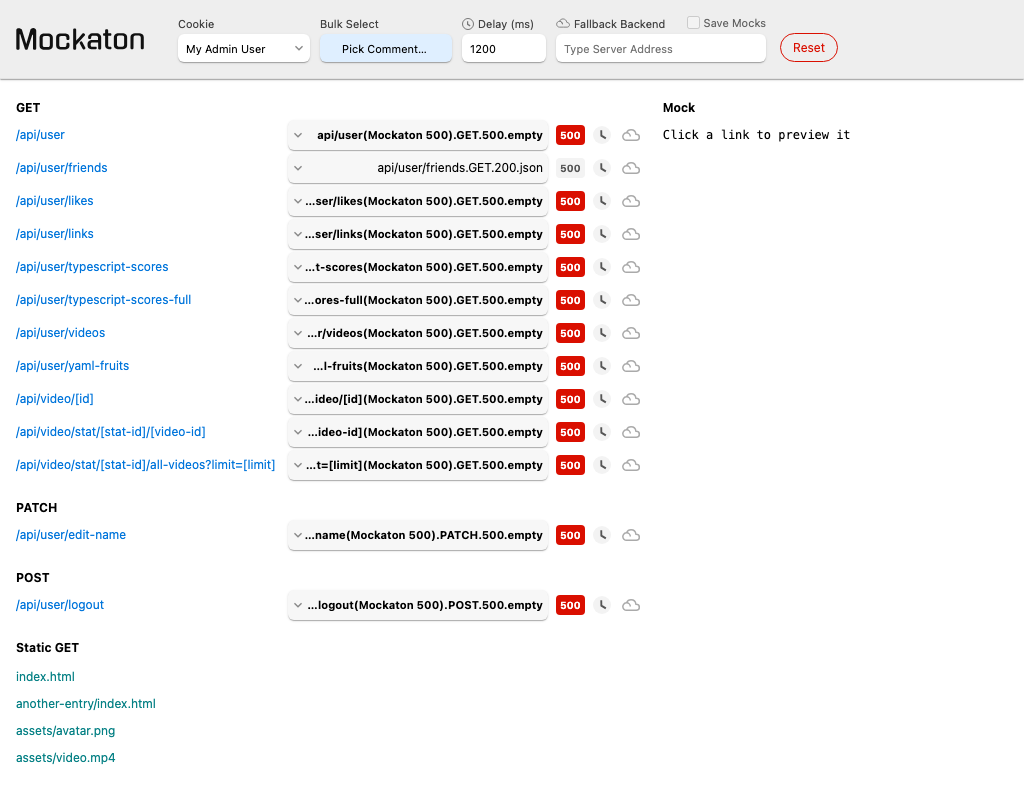 Mockaton
Cookie
My Admin User
Bulk Select
Pick Comment...
Delay (ms)
1200
Fallback Backend
Save Mocks
Type Server Address
Reset
GET
/api/user api/user(Mockaton 500).GET.500.empty 500
/api/user/friends api/user/friends.GET.200.json 500
/api/user/likes ...ser/likes(Mockaton 500).GET.500.empty 500
/api/user/links ...ser/links(Mockaton 500).GET.500.empty 500
/api/user/typescript-scores ...t-scores(Mockaton 500).GET.500.empty 500
/api/user/typescript-scores-full ...ores-full(Mockaton 500).GET.500.empty 500
/api/user/videos ...r/videos(Mockaton 500).GET.500.empty 500
/api/user/yaml-fruits ...l-fruits(Mockaton 500).GET.500.empty 500
/api/video/[id] ...ideo/[id](Mockaton 500).GET.500.empty 500
/api/video/stat/[stat-id]/[video-id] ...ideo-id](Mockaton 500).GET.500.empty 500
/api/video/stat/[stat-id]/all-videos?limit=[limit] ...t=[limit](Mockaton 500).GET.500.empty 500
PATCH
/api/user/edit-name ...name(Mockaton 500).PATCH.500.empty 500
POST
/api/user/logout ...logout(Mockaton 500).POST.500.empty 500
Static GET
index.html
another-entry/index.html
assets/avatar.png
assets/video.mp4
Mock
Click a link to preview it